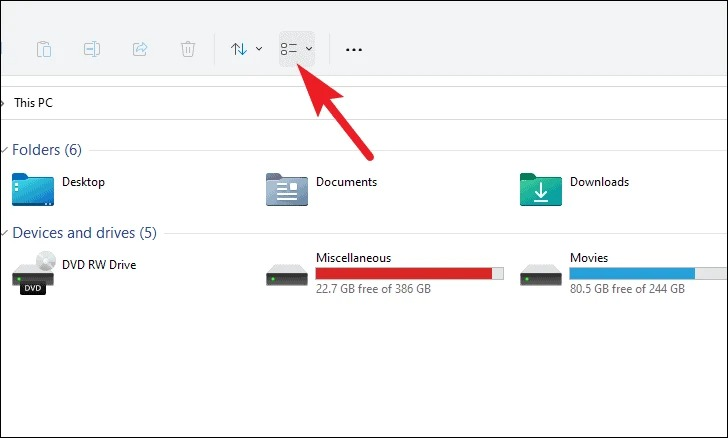 This PC
Folders (6)
Desktop
Documents
Downloads
Devices and drives (5)
DVD RW Drive
DVD
Miscellaneous
22.7 GB free of 386 GB
Movies
80.5 GB free of 244 GB